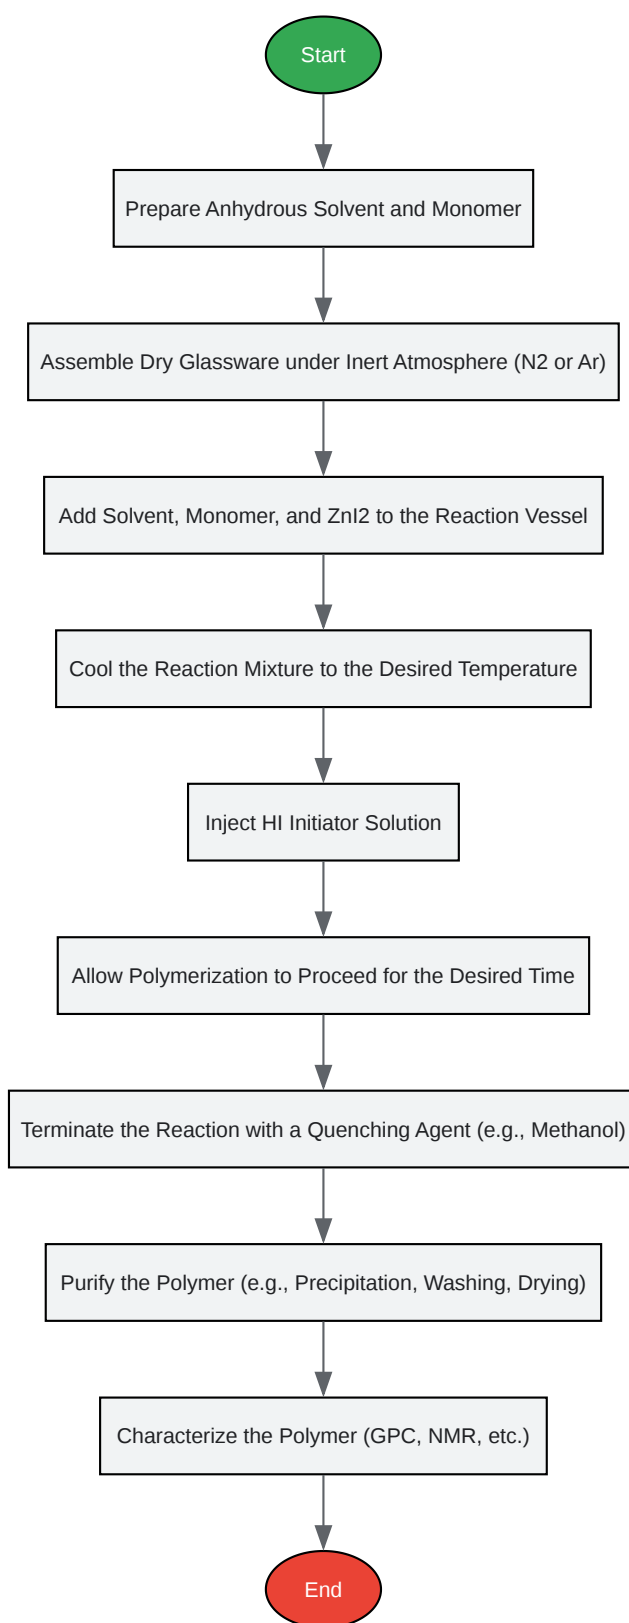 Start
Prepare Anhydrous Solvent and Monomer
Assemble Dry Glassware under Inert Atmosphere (N2 or Ar)
Add Solvent, Monomer, and ZnI2 to the Reaction Vessel
Cool the Reaction Mixture to the Desired Temperature
Inject HI Initiator Solution
Allow Polymerization to Proceed for the Desired Time
Terminate the Reaction with a Quenching Agent (e.g., Methanol)
Purify the Polymer (e.g., Precipitation, Washing, Drying)
Characterize the Polymer (GPC, NMR, etc.)
End